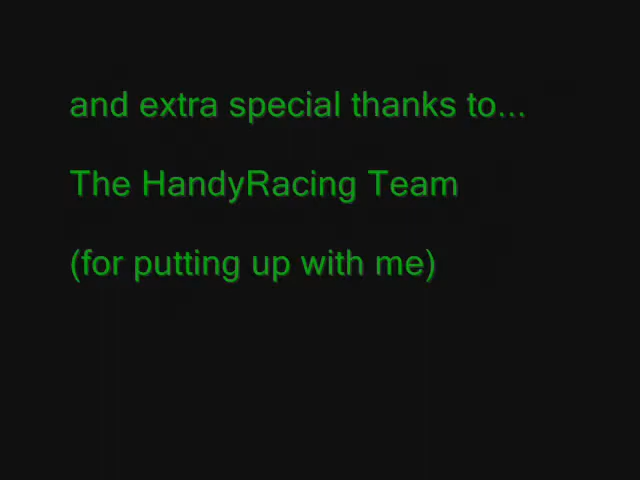 and extra special thanks to...
The HandyRacing Team
(for putting up with me)